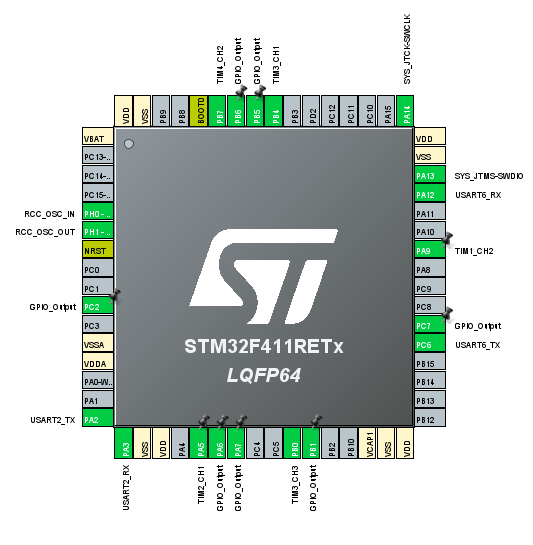 SYS_JTCK-SWCLK
TIM4_CH2
GPIO_Output
GPIO_Output
TIM3_CH1
VDD
VSS
PB9
PB8
BOOT0
PB7
PB6
PB5
PB4
PB3
PD2
PC12
PC11
PC10
PA15
PA14
VBAT
PC13-..
PC14-..
PC15-..
RCC_OSC_IN
PH0 - ..
RCC_OSC_OUT
PH1 - ..
NRST
PC0
PC1
GPIO_Output
PC2
PC3
VSSA
VDDA
PA0-W..
PA1
USART2_TX
PA2
VDD
VSS
PA13
SYS_JTMS-SWDIO
PA12
USART6_RX
PA11
PA10
PA9
TIM1_CH2
PA8
PC9
PC8
PC7
GPIO_Output
PC6
USART6_TX
PB15
PB14
PB13
PB12
ST
STM32F411RETx
LQFP64
PA3
VSS
VDD
PA4
PA5
PA6
PA7
PC4
PC5
PB0
PB1
PB2
PB10
VCAP1
VSS
VDD
USART2_RX
TIM2_CH1
GPIO_Output
GPIO_Output
TIM3_CH3
GPIO_Output